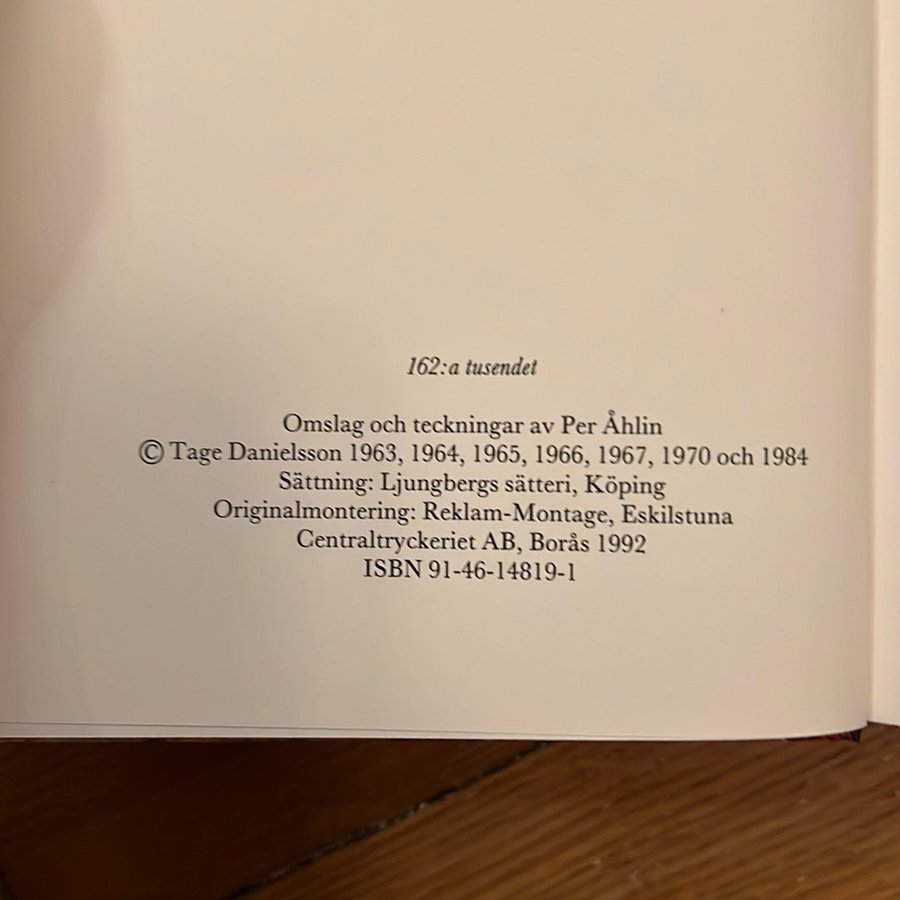 162:a tusendet
Omslag och teckningar av Per Åhlin
© Tage Danielsson 1963, 1964, 1965, 1966, 1967, 1970 och 1984
Sättning: Ljungbergs sätteri, Köping
Originalmontering: Reklam-Montage, Eskilstuna
Centraltryckeriet AB, Borås 1992
ISBN 91-46-14819-1